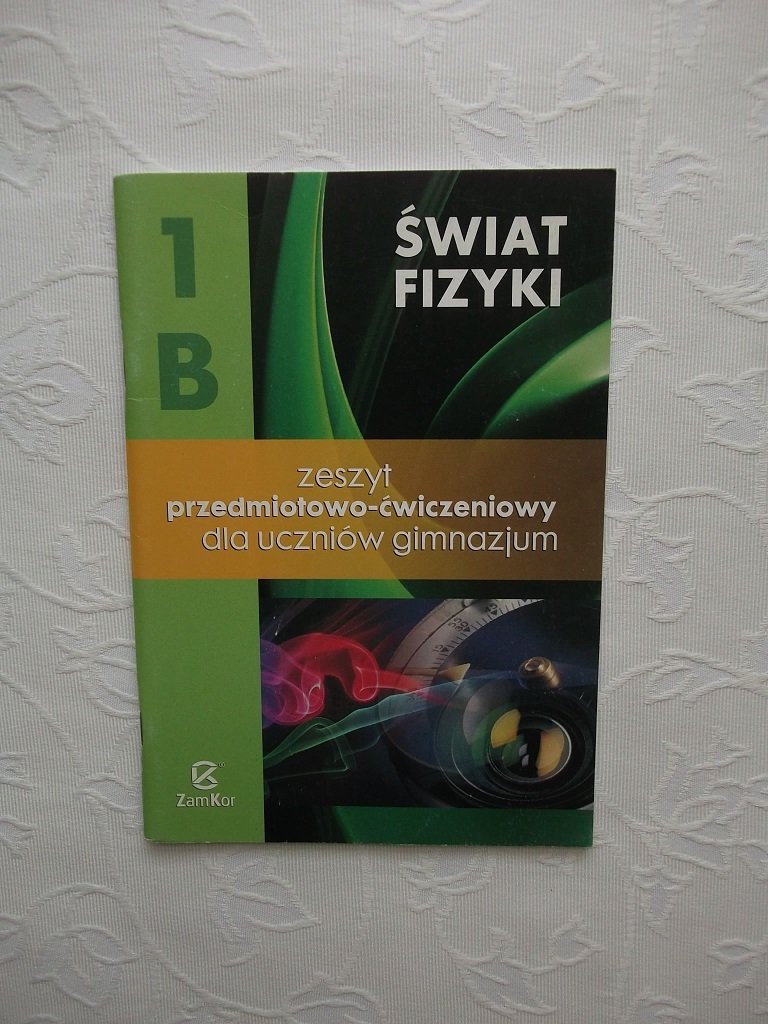 1
B
ŚWIAT
FIZYKI
zeszyt
przedmiotowo-ćwiczeniowy
dla uczniów gimnazjum
ZamKor